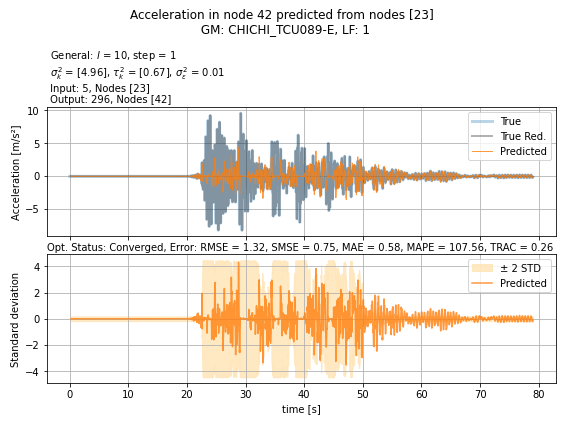 Acceleration in node 42 predicted from nodes [23]
GM: CHICHI_TCU089-E, LF: 1
General: l = 10, step = 1
σ²ₖ = [4.96], τ²ₖ = [0.67], σ²ε = 0.01
Input: 5, Nodes [23]
Output: 296, Nodes [42]
Acceleration [m/s²]
10
5
0
−5
True
True Red.
Predicted
Opt. Status: Converged, Error: RMSE = 1.32, SMSE = 0.75, MAE = 0.58, MAPE = 107.56, TRAC = 0.26
Standard deviation
4
2
0
−2
−4
± 2 STD
Predicted
0 10 20 30 40 50 60 70 80
time [s]